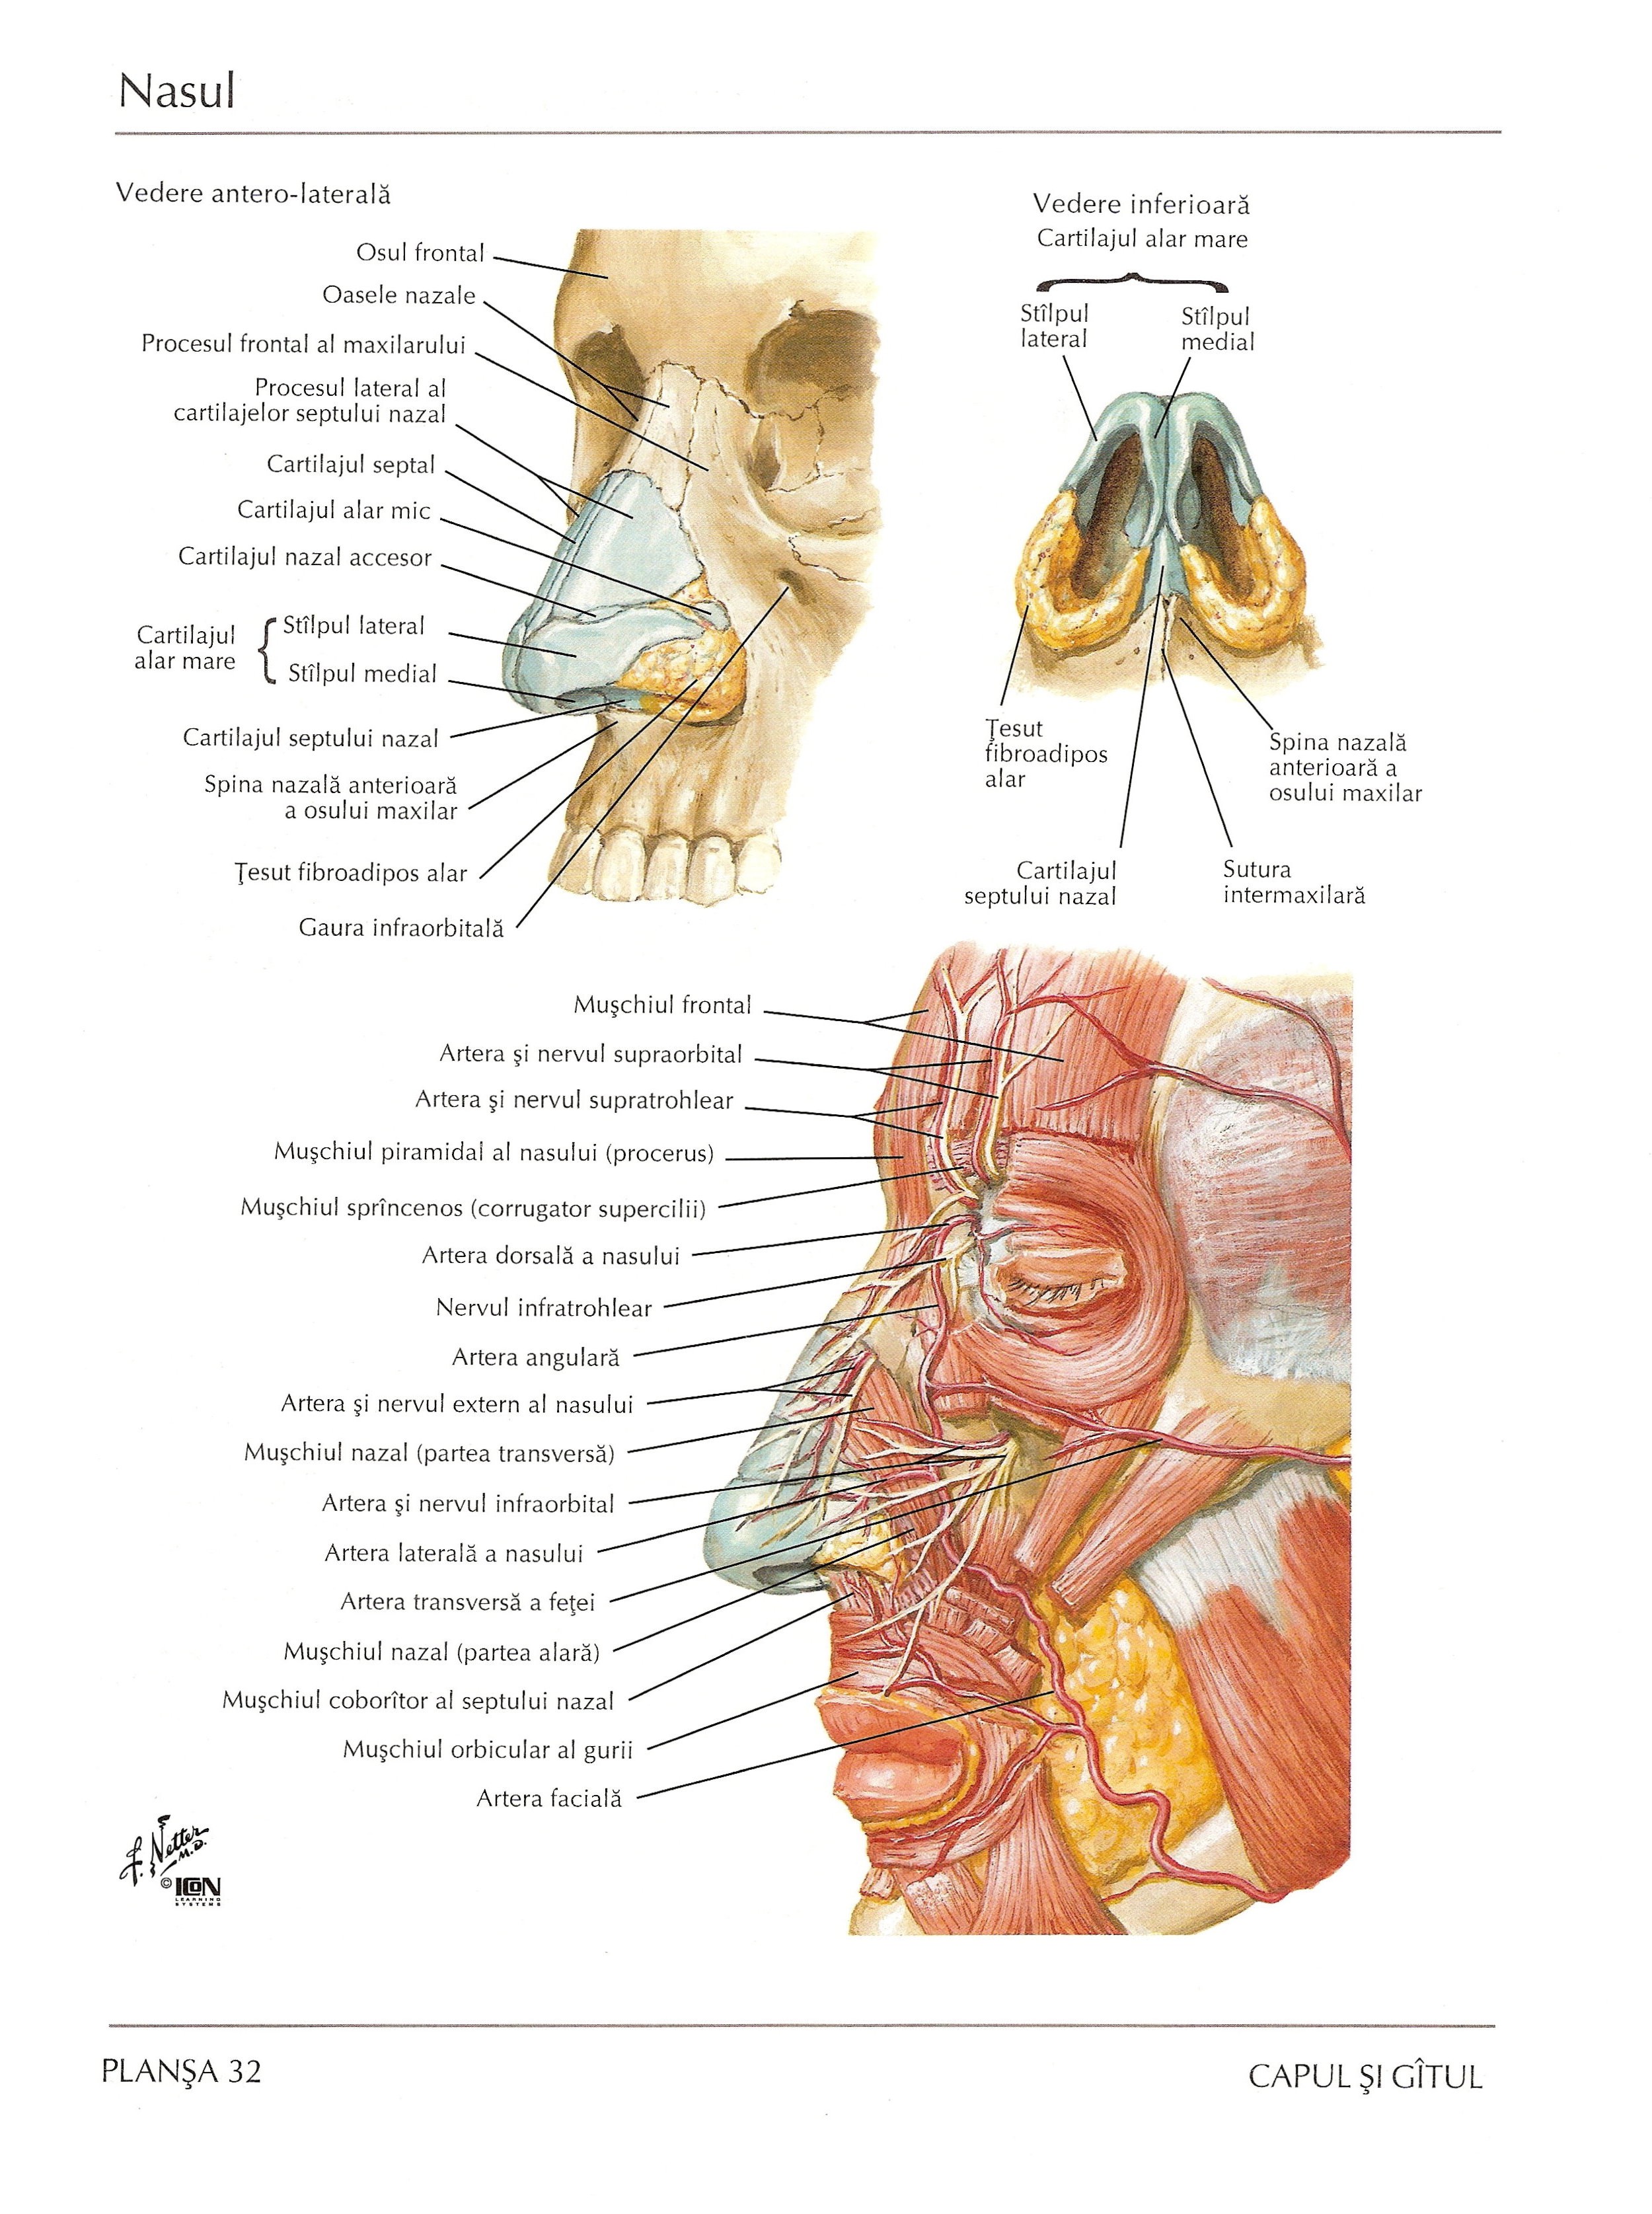 Nasul
Vedere antero-laterală
Osul frontal
Oasele nazale
Procesul frontal al maxilarului
Procesul lateral al
cartilajelor septului nazal
Cartilajul septal
Cartilajul alar mic
Cartilajul nazal accesor
Cartilajul
alar mare
Stîlpul lateral
Stîlpul medial
Cartilajul septului nazal
Spina nazală anterioară
a osului maxilar
Ţesut fibroadipos alar
Gaura infraorbitală
Vedere inferioară
Cartilajul alar mare
Stîlpul
lateral
Stîlpul
medial
Ţesut
fibroadipos
alar
Spina nazală
anterioară a
osului maxilar
Cartilajul
septului nazal
Sutura
intermaxilară
Muşchiul frontal
Artera şi nervul supraorbital
Artera şi nervul supratrohlear
Muşchiul piramidal al nasului (procerus)
Muşchiul sprîncenos (corrugator supercilii)
Artera dorsală a nasului
Nervul infratrohlear
Artera angulară
Artera şi nervul extern al nasului
Muşchiul nazal (partea transversă)
Artera şi nervul infraorbital
Artera laterală a nasului
Artera transversă a feţei
Muşchiul nazal (partea alară)
Muşchiul coborîtor al septului nazal
Muşchiul orbicular al gurii
Artera facială
F. Netter
M.D.
© ICON
LEARNING
SYSTEMS
PLANŞA 32
CAPUL ŞI GÎTUL